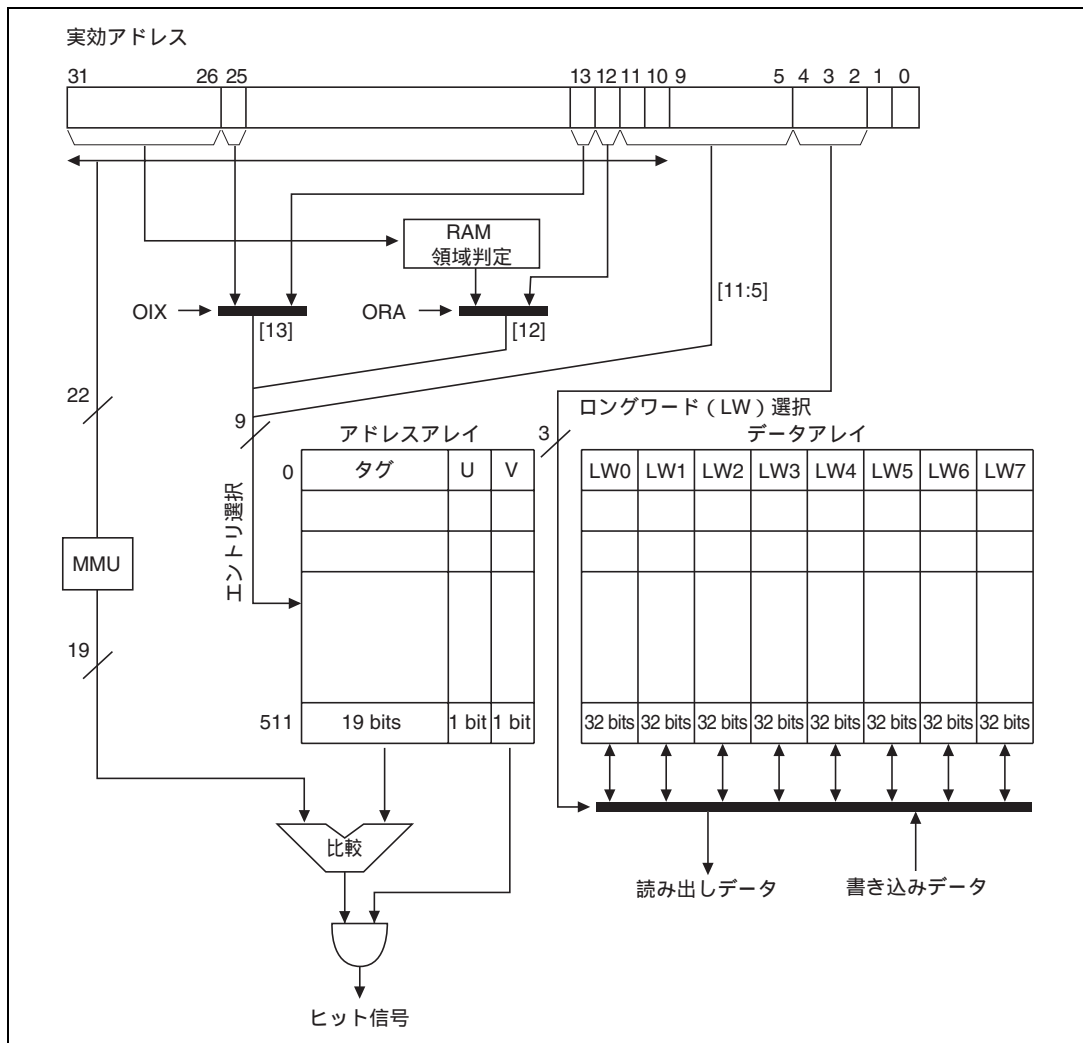 実効アドレス
31 26 25 13 12 11 10 9 5 4 3 2 1 0
RAM
領域判定
OIX
[13]
ORA
[12]
[11:5]
22
9
3
ロングワード（LW）選択
アドレスアレイ
データアレイ
エントリ選択
0 タグ U V
LW0 LW1 LW2 LW3 LW4 LW5 LW6 LW7
MMU
19
511 19 bits 1 bit 1 bit
32 bits 32 bits 32 bits 32 bits 32 bits 32 bits 32 bits 32 bits
比較
読み出しデータ
書き込みデータ
ヒット信号